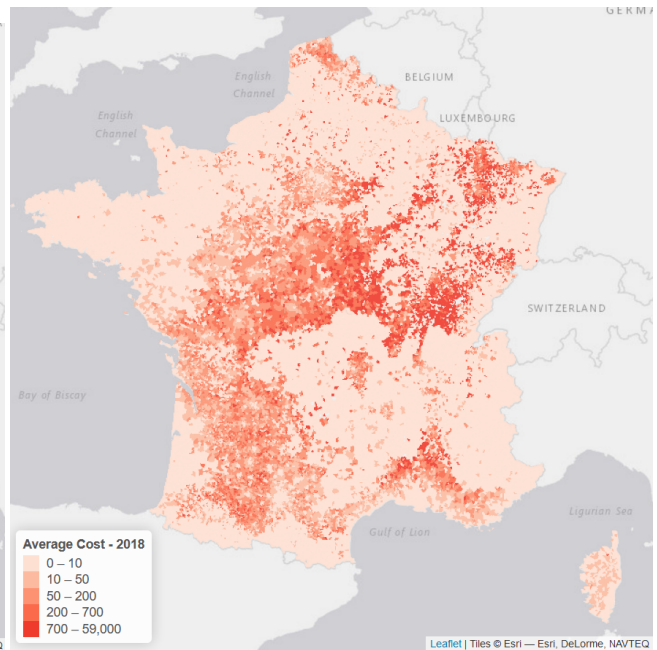 GERMA
English
Channel
BELGIUM
English
Channel
LUXEMBOURG
SWITZERLAND
Bay of Biscay
Ligurian Sea
Gulf of Lion
Average Cost - 2018
0 – 10
10 – 50
50 – 200
200 – 700
700 – 59,000
Leaflet | Tiles © Esri — Esri, DeLorme, NAVTEQ